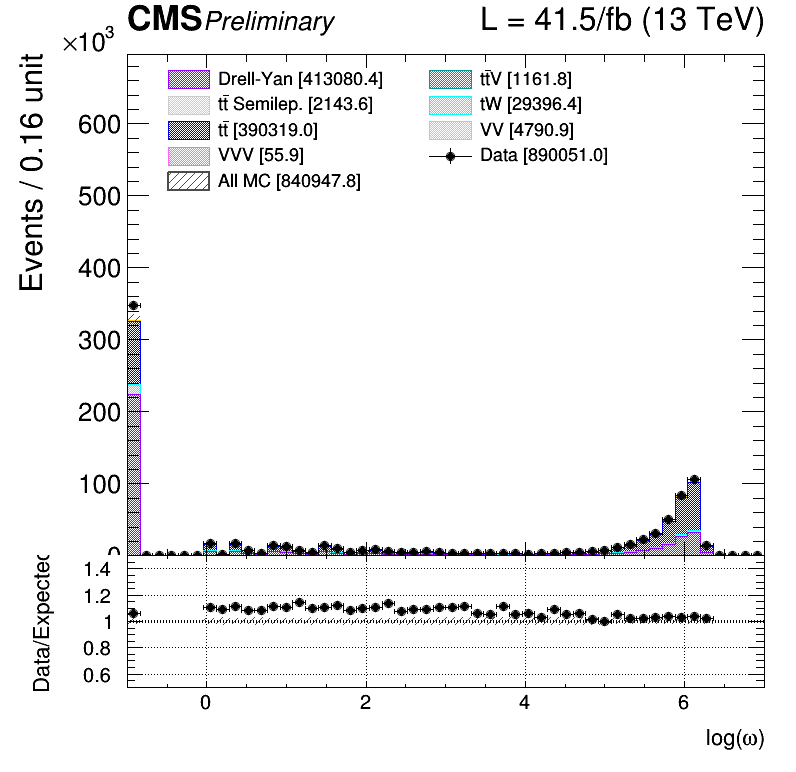 CMS Preliminary L = 41.5/fb (13 TeV)
×10³
Events / 0.16 unit
Drell-Yan [413080.4]
tt̄ Semilep. [2143.6]
tt̄ [390319.0]
VVV [55.9]
All MC [840947.8]
tt̄V [1161.8]
tW [29396.4]
VV [4790.9]
Data [890051.0]
600
500
400
300
200
100
0
Data/Expected
1.4
1.2
1
0.8
0.6
0 2 4 6
log(ω)